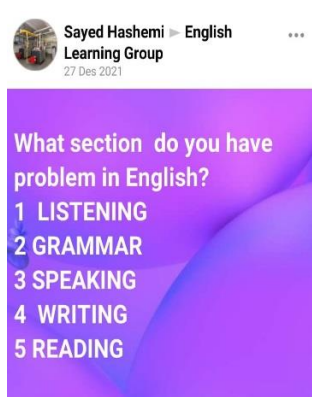 Sayed Hashemi ► English
Learning Group
27 Des 2021
What section do you have
problem in English?
1 LISTENING
2 GRAMMAR
3 SPEAKING
4 WRITING
5 READING